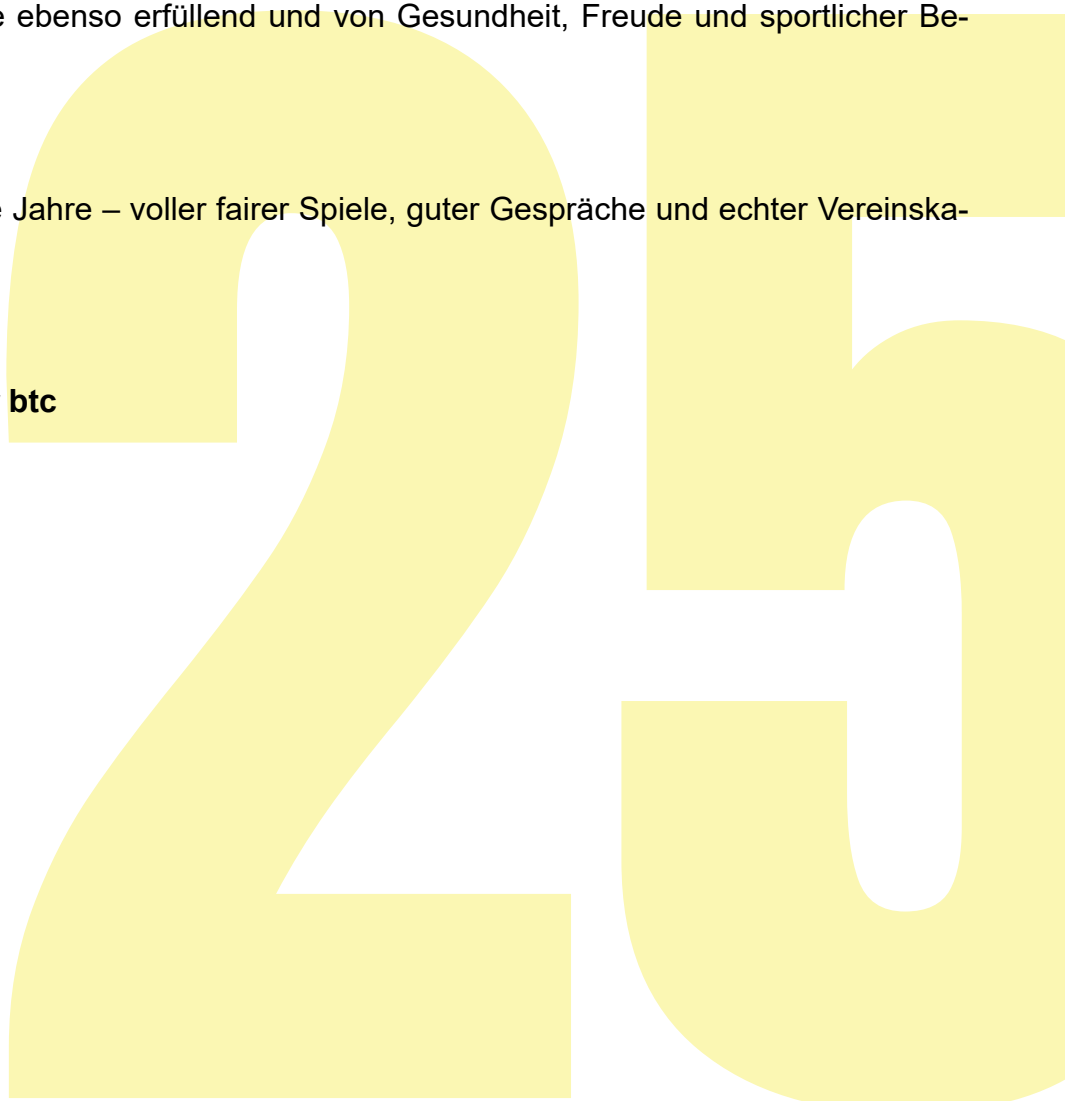 e ebenso erfüllend und von Gesundheit, Freude und sportlicher Be-
e Jahre – voller fairer Spiele, guter Gespräche und echter Vereinska-
btc
25